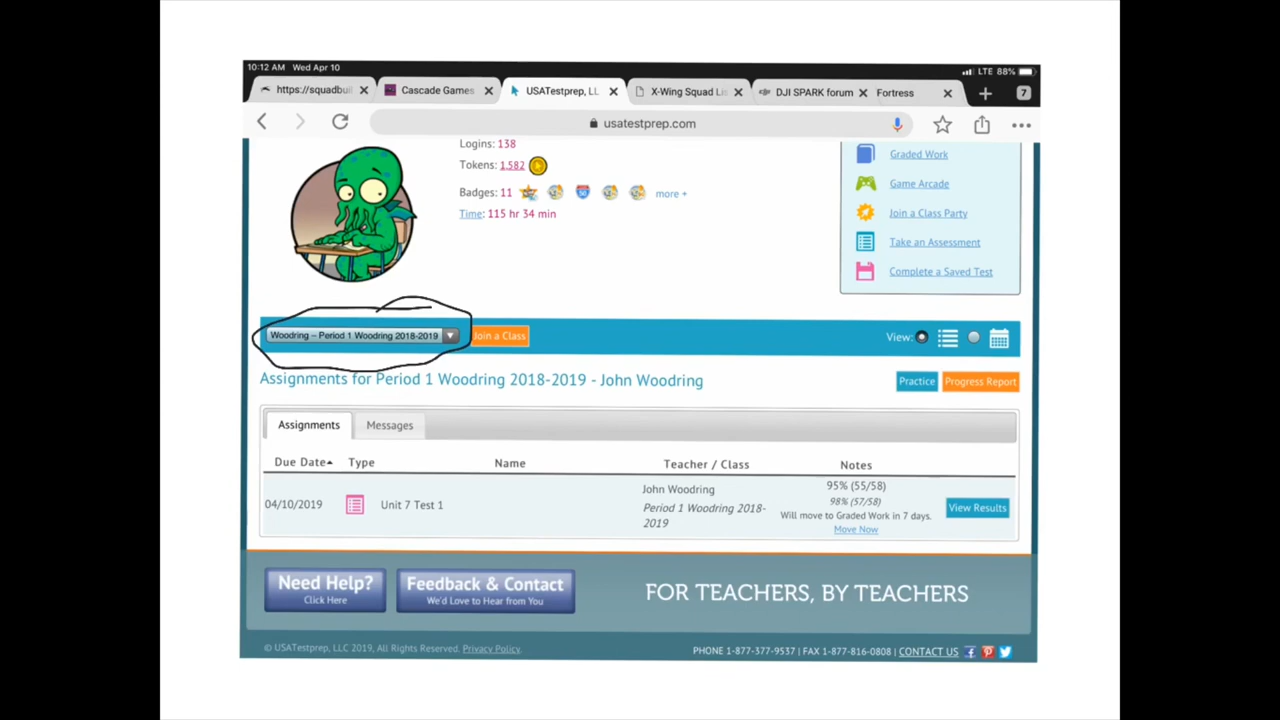 10:12 AM Wed Apr 10 LTE 88%
https://squadbui Cascade Games USATestprep, LL X-Wing Squad Lis DJI SPARK forum Fortress 7
usatestprep.com
Logins: 138
Tokens: 1,582
Badges: 11 more +
Time: 115 hr 34 min
Graded Work
Game Arcade
Join a Class Party
Take an Assessment
Complete a Saved Test
Woodring – Period 1 Woodring 2018-2019 Join a Class View:
Assignments for Period 1 Woodring 2018-2019 - John Woodring Practice Progress Report
Assignments Messages
Due Date Type Name Teacher / Class Notes
04/10/2019 Unit 7 Test 1
John Woodring
Period 1 Woodring 2018-
2019
95% (55/58)
98% (57/58)
Will move to Graded Work in 7 days.
Move Now
View Results
Need Help?
Click Here
Feedback & Contact
We'd Love to Hear from You
FOR TEACHERS, BY TEACHERS
© USATestprep, LLC 2019, All Rights Reserved. Privacy Policy.
PHONE 1-877-377-9537 | FAX 1-877-816-0808 | CONTACT US